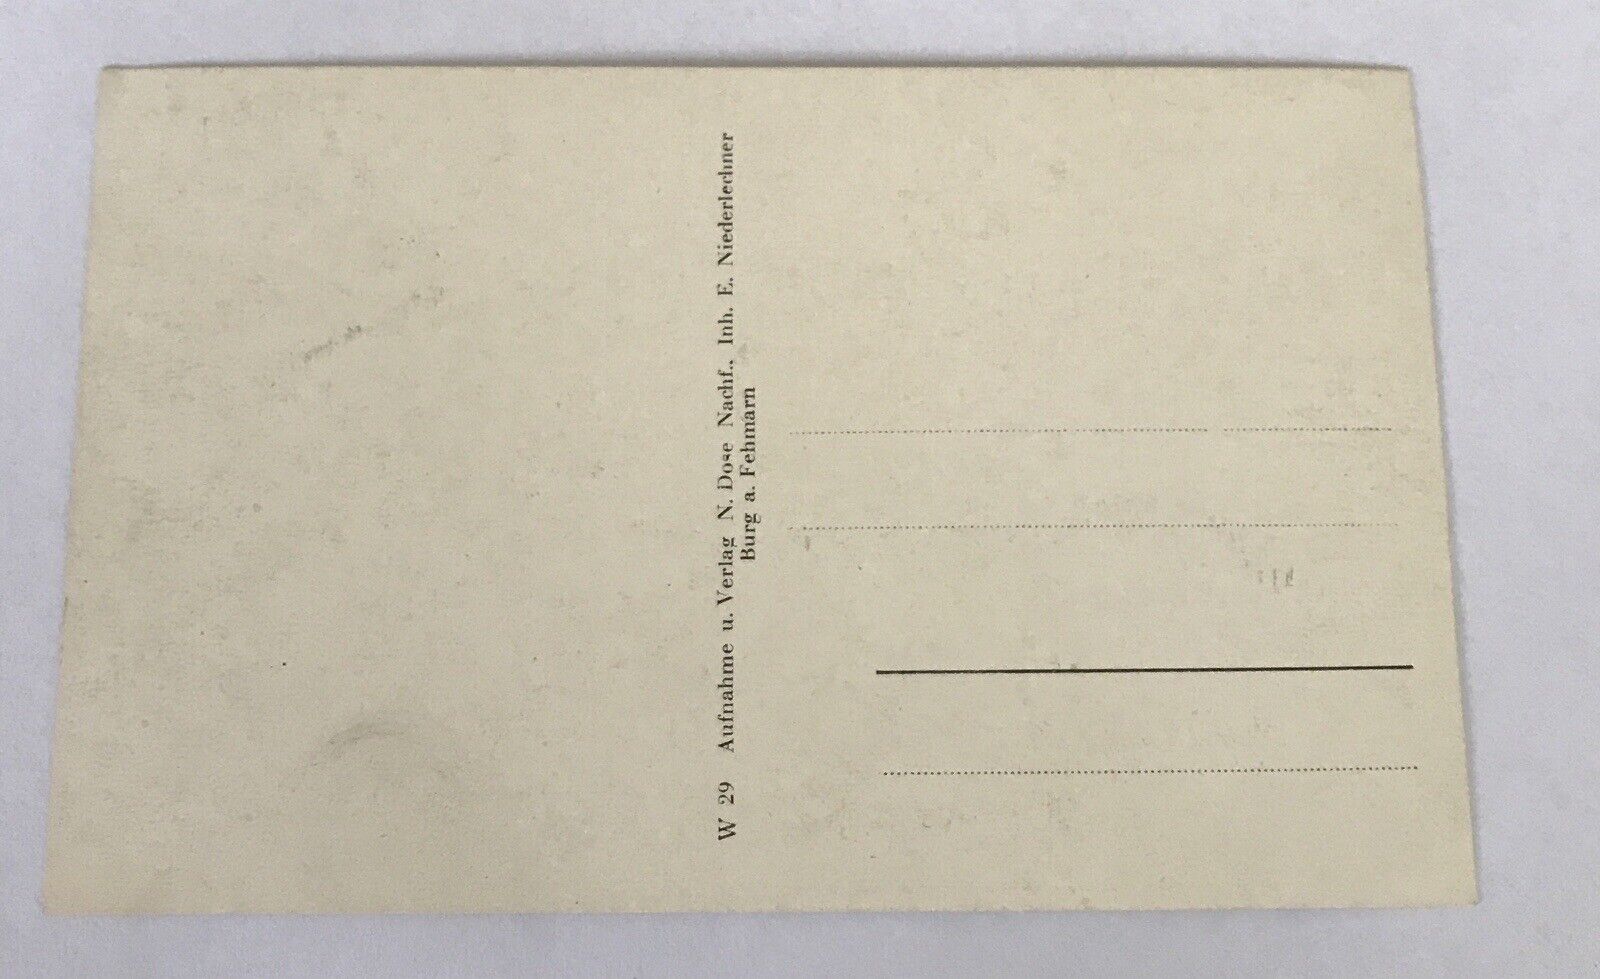 W 29 Aufnahme u. Verlag N. Dose Nachf., Inh. E. Niederlechner
Burg a. Fehmarn